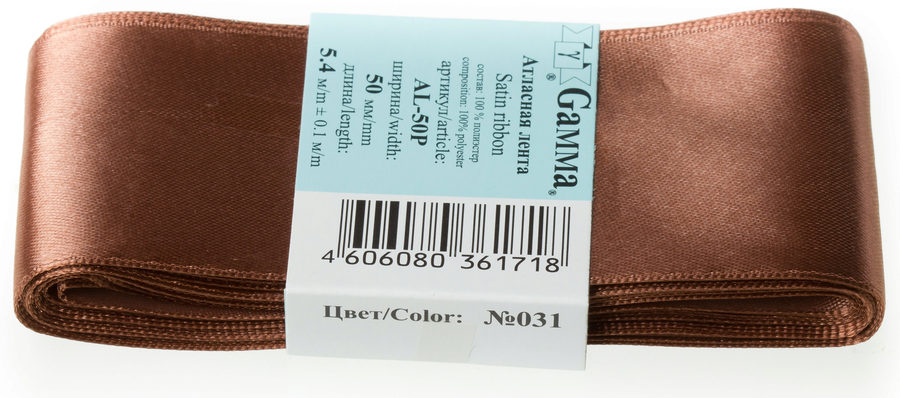 γ ® Gamma®
Атласная лента
Satin ribbon
состав: 100 % полиэстер
composition: 100% polyester
артикул/article:
AL-50P
ширина/width:
50 мм/mm
длина/length:
5.4 м/m ± 0.1 м/m
4 606080 361718
Цвет/Color: №031